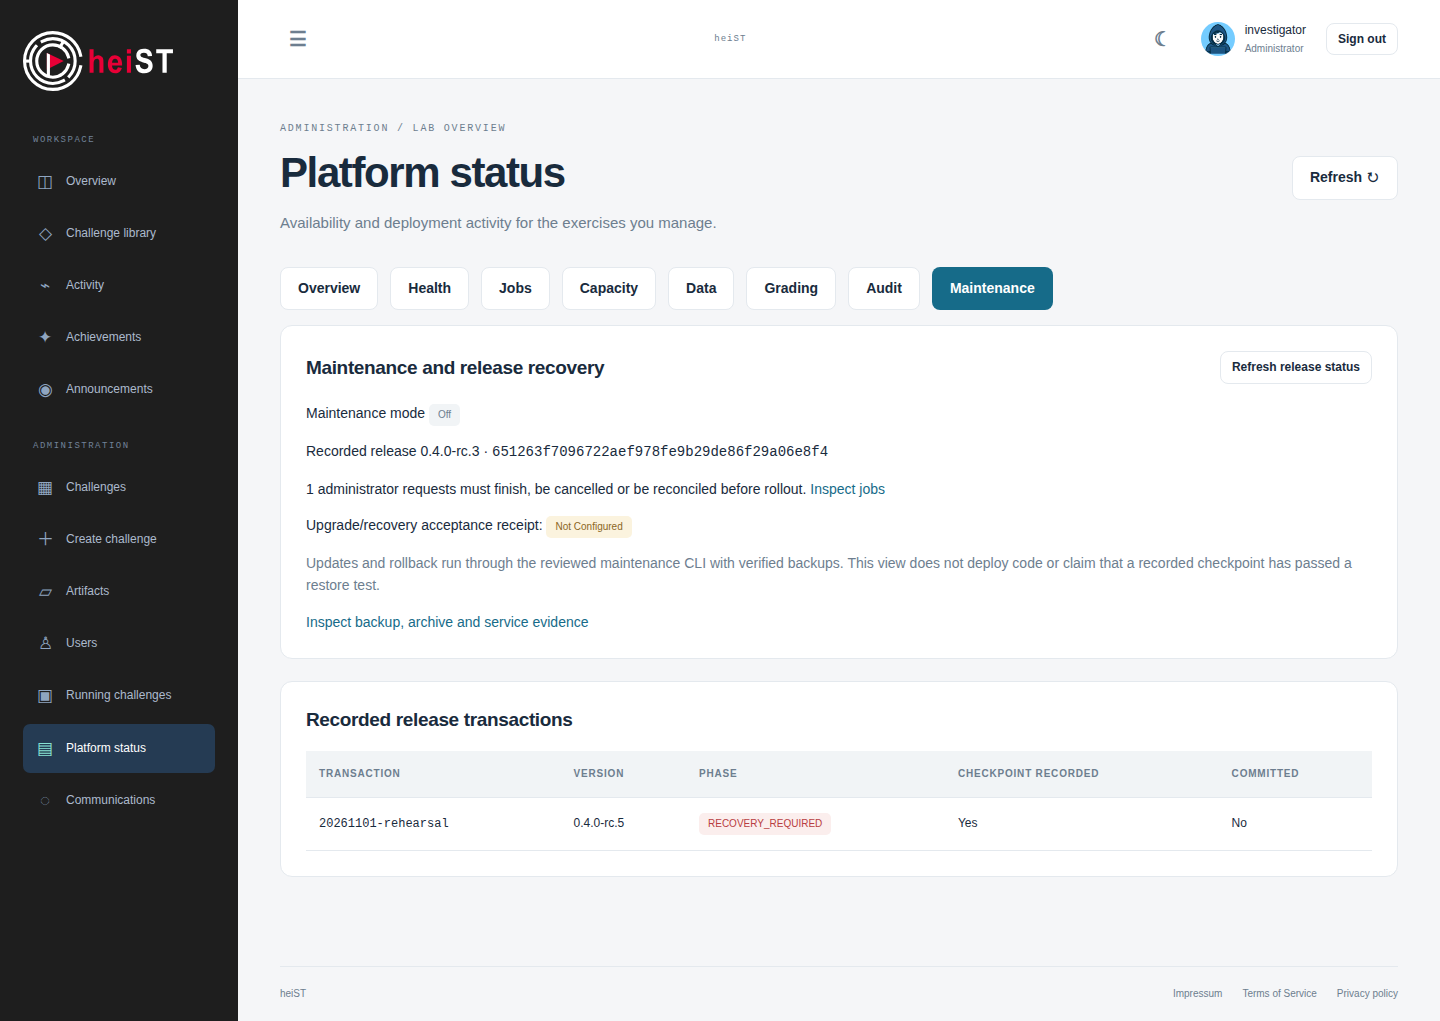 heiST
WORKSPACE
Overview
Challenge library
Activity
Achievements
Announcements
ADMINISTRATION
Challenges
Create challenge
Artifacts
Users
Running challenges
Platform status
Communications
heiST
investigator
Administrator
Sign out
ADMINISTRATION / LAB OVERVIEW
Platform status
Refresh ↻
Availability and deployment activity for the exercises you manage.
Overview Health Jobs Capacity Data Grading Audit Maintenance
Maintenance and release recovery
Refresh release status
Maintenance mode Off
Recorded release 0.4.0-rc.3 · 651263f7096722aef978fe9b29de86f29a06e8f4
1 administrator requests must finish, be cancelled or be reconciled before rollout. Inspect jobs
Upgrade/recovery acceptance receipt: Not Configured
Updates and rollback run through the reviewed maintenance CLI with verified backups. This view does not deploy code or claim that a recorded checkpoint has passed a
restore test.
Inspect backup, archive and service evidence
Recorded release transactions
TRANSACTION VERSION PHASE CHECKPOINT RECORDED COMMITTED
20261101-rehearsal 0.4.0-rc.5 RECOVERY_REQUIRED Yes No
heiST
Impressum Terms of Service Privacy policy